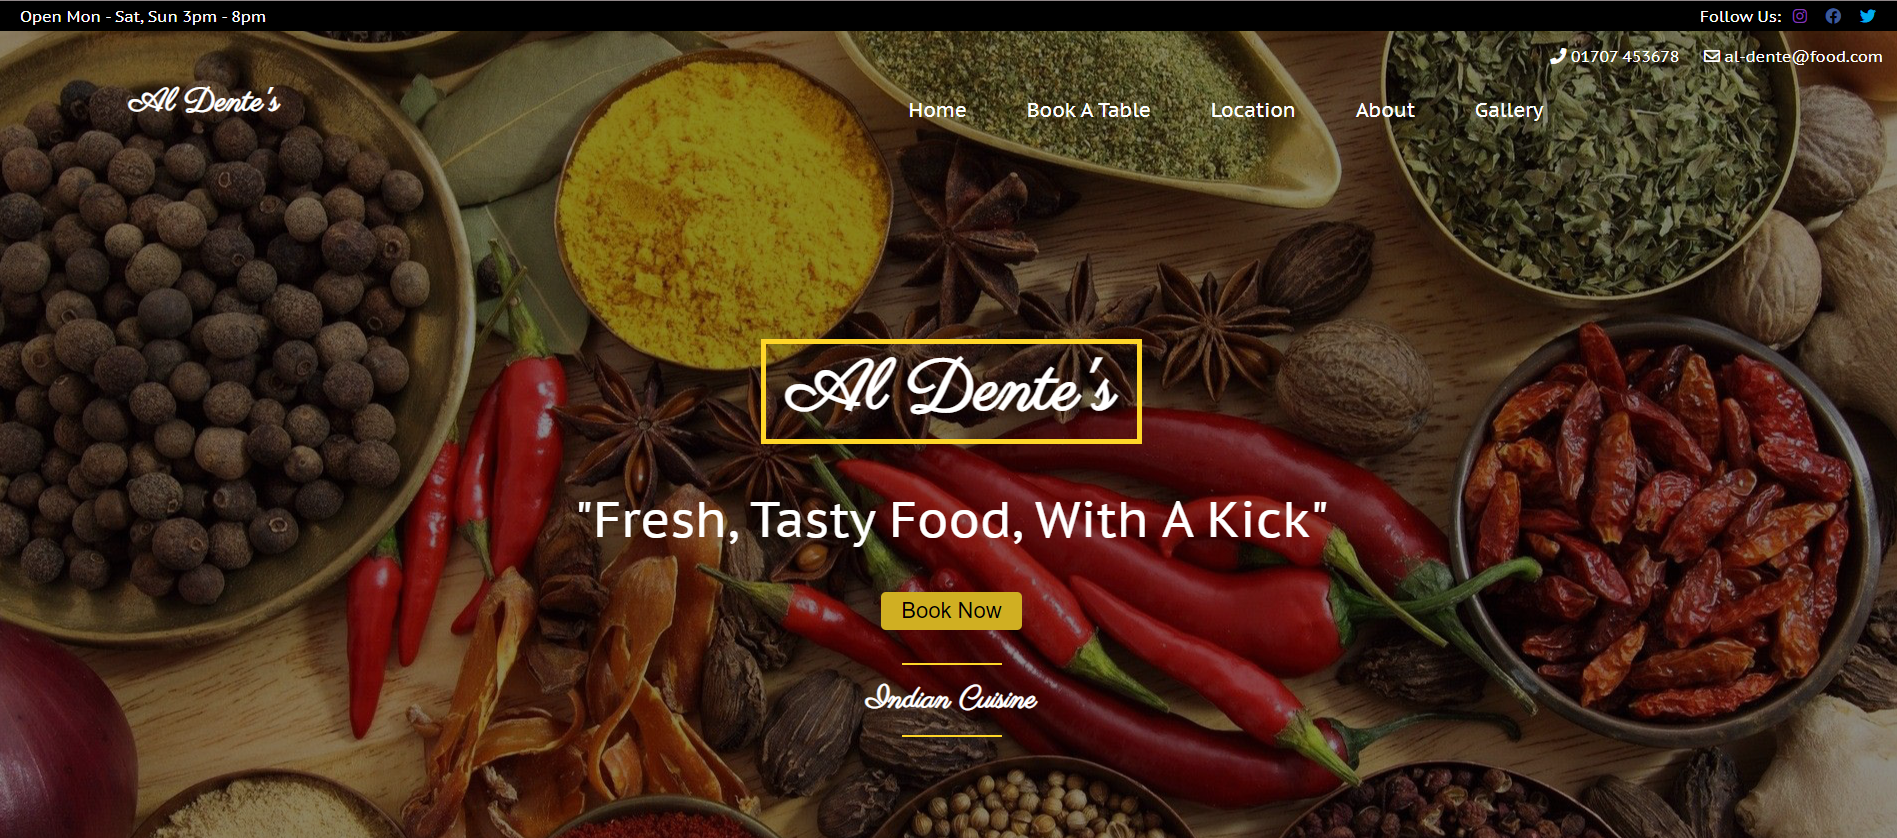 Open Mon - Sat, Sun 3pm - 8pm
Follow Us:
01707 453678
al-dente@food.com
Al Dente's
Home
Book A Table
Location
About
Gallery
Al Dente's
"Fresh, Tasty Food, With A Kick"
Book Now
Indian Cuisine